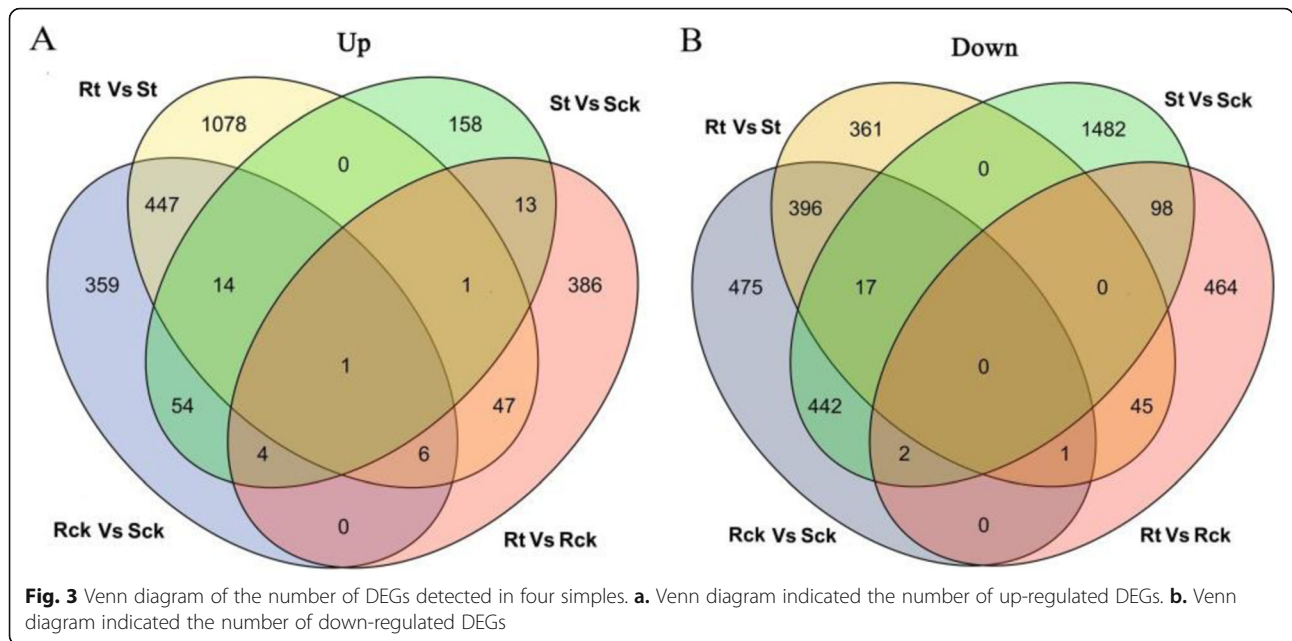 A
Up
Rt Vs St
St Vs Sck
1078
158
0
447
13
359
14
1
386
1
54
47
4
6
0
Rck Vs Sck
Rt Vs Rck
B
Down
Rt Vs St
St Vs Sck
361
1482
0
396
98
475
17
0
464
0
442
45
2
1
0
Rck Vs Sck
Rt Vs Rck
Fig. 3 Venn diagram of the number of DEGs detected in four simples. a. Venn diagram indicated the number of up-regulated DEGs. b. Venn
diagram indicated the number of down-regulated DEGs